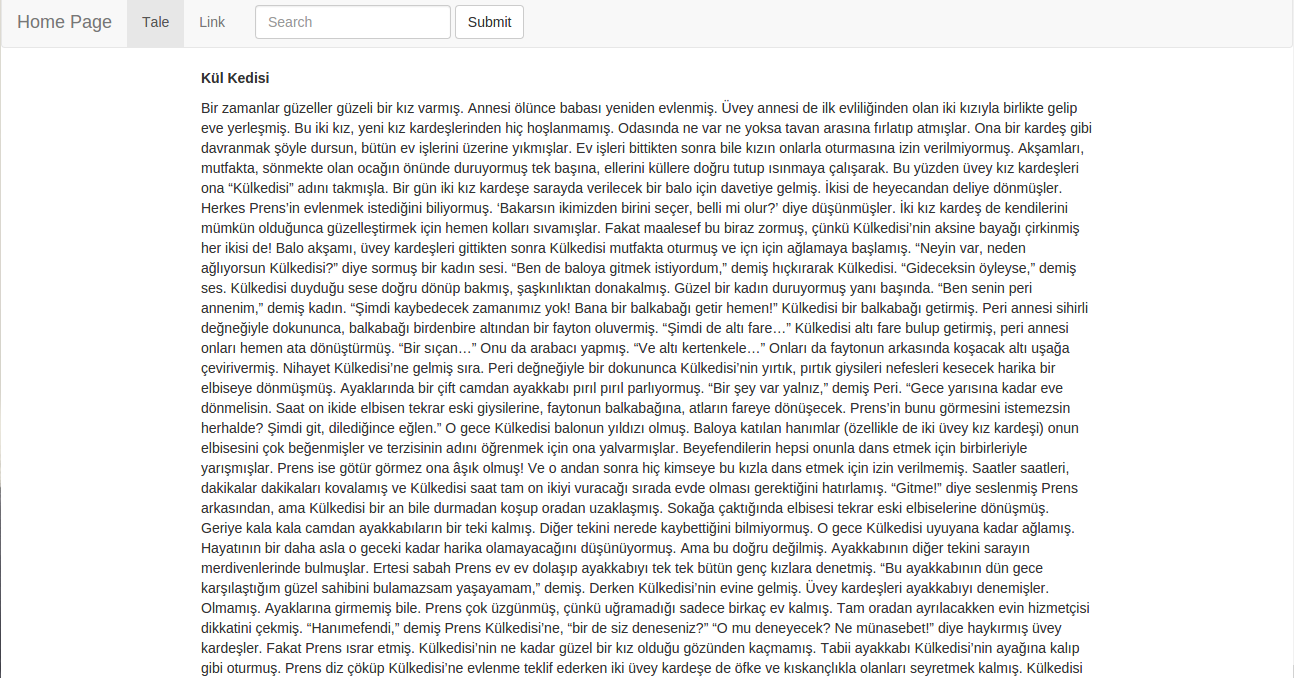 Home Page Tale Link Search Submit
Kül Kedisi
Bir zamanlar güzeller güzeli bir kız varmış. Annesi ölünce babası yeniden evlenmiş. Üvey annesi de ilk evliliğinden olan iki kızıyla birlikte gelip
eve yerleşmiş. Bu iki kız, yeni kız kardeşlerinden hiç hoşlanmamış. Odasında ne var ne yoksa tavan arasına fırlatıp atmışlar. Ona bir kardeş gibi
davranmak şöyle dursun, bütün ev işlerini üzerine yıkmışlar. Ev işleri bittikten sonra bile kızın onlarla oturmasına izin verilmiyormuş. Akşamları,
mutfakta, sönmekte olan ocağın önünde duruyormuş tek başına, ellerini küllere doğru tutup ısınmaya çalışarak. Bu yüzden üvey kız kardeşleri
ona “Külkedisi” adını takmışla. Bir gün iki kız kardeşe sarayda verilecek bir balo için davetiye gelmiş. İkisi de heyecandan deliye dönmüşler.
Herkes Prens’in evlenmek istediğini biliyormuş. ‘Bakarsın ikimizden birini seçer, belli mi olur?’ diye düşünmüşler. İki kız kardeş de kendilerini
mümkün olduğunca güzelleştirmek için hemen kolları sıvamışlar. Fakat maalesef bu biraz zormuş, çünkü Külkedisi’nin aksine bayağı çirkinmiş
her ikisi de! Balo akşamı, üvey kardeşleri gittikten sonra Külkedisi mutfakta oturmuş ve içn için ağlamaya başlamış. “Neyin var, neden
ağlıyorsun Külkedisi?” diye sormuş bir kadın sesi. “Ben de baloya gitmek istiyordum,” demiş hıçkırarak Külkedisi. “Gideceksin öyleyse,” demiş
ses. Külkedisi duyduğu sese doğru dönüp bakmış, şaşkınlıktan donakalmış. Güzel bir kadın duruyormuş yanı başında. “Ben senin peri
annenim,” demiş kadın. “Şimdi kaybedecek zamanımız yok! Bana bir balkabağı getir hemen!” Külkedisi bir balkabağı getirmiş. Peri annesi sihirli
değneğiyle dokununca, balkabağı birdenbire altından bir fayton oluvermiş. “Şimdi de altı fare…” Külkedisi altı fare bulup getirmiş, peri annesi
onları hemen ata dönüştürmüş. “Bir sıçan…” Onu da arabacı yapmış. “Ve altı kertenkele…” Onları da faytonun arkasında koşacak altı uşağa
çevirivermiş. Nihayet Külkedisi’ne gelmiş sıra. Peri değneğiyle bir dokununca Külkedisi’nin yırtık, pırtık giysileri nefesleri kesecek harika bir
elbiseye dönmüşmüş. Ayaklarında bir çift camdan ayakkabı pırıl pırıl parlıyormuş. “Bir şey var yalnız,” demiş Peri. “Gece yarısına kadar eve
dönmelisin. Saat on ikide elbisen tekrar eski giysilerine, faytonun balkabağına, atların fareye dönüşecek. Prens’in bunu görmesini istemezsin
herhalde? Şimdi git, dilediğince eğlen.” O gece Külkedisi balonun yıldızı olmuş. Baloya katılan hanımlar (özellikle de iki üvey kız kardeşi) onun
elbisesini çok beğenmişler ve terzisinin adını öğrenmek için ona yalvarmışlar. Beyefendilerin hepsi onunla dans etmek için birbirleriyle
yarışmışlar. Prens ise götür görmez ona âşık olmuş! Ve o andan sonra hiç kimseye bu kızla dans etmek için izin verilmemiş. Saatler saatleri,
dakikalar dakikaları kovalamış ve Külkedisi saat tam on ikiyi vuracağı sırada evde olması gerektiğini hatırlamış. “Gitme!” diye seslenmiş Prens
arkasından, ama Külkedisi bir an bile durmadan koşup oradan uzaklaşmış. Sokağa çaktığında elbisesi tekrar eski elbiselerine dönüşmüş.
Geriye kala kala camdan ayakkabıların bir teki kalmış. Diğer tekini nerede kaybettiğini bilmiyormuş. O gece Külkedisi uyuyana kadar ağlamış.
Hayatının bir daha asla o geceki kadar harika olamayacağını düşünüyormuş. Ama bu doğru değilmiş. Ayakkabının diğer tekini sarayın
merdivenlerinde bulmuşlar. Ertesi sabah Prens ev ev dolaşıp ayakkabıyı tek tek bütün genç kızlara denetmiş. “Bu ayakkabının dün gece
karşılaştığım güzel sahibini bulamazsam yaşayamam,” demiş. Derken Külkedisi’nin evine gelmiş. Üvey kardeşleri ayakkabıyı denemişler.
Olmamış. Ayaklarına girmemiş bile. Prens çok üzgünmüş, çünkü uğramadığı sadece birkaç ev kalmış. Tam oradan ayrılacakken evin hizmetçisi
dikkatini çekmiş. “Hanımefendi,” demiş Prens Külkedisi’ne, “bir de siz deneseniz?” “O mu deneyecek? Ne münasebet!” diye haykırmış üvey
kardeşler. Fakat Prens ısrar etmiş. Külkedisi’nin ne kadar güzel bir kız olduğu gözünden kaçmamış. Tabii ayakkabı Külkedisi’nin ayağına kalıp
gibi oturmuş. Prens diz çöküp Külkedisi’ne evlenme teklif ederken iki üvey kardeşe de öfke ve kıskançlıkla olanları seyretmek kalmış. Külkedisi